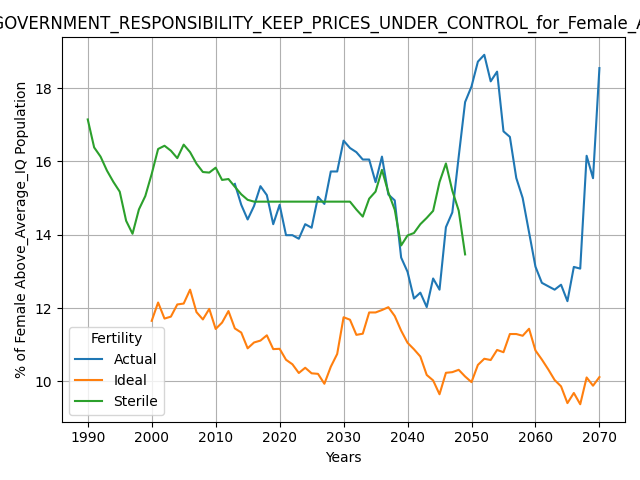 GOVERNMENT_RESPONSIBILITY_KEEP_PRICES_UNDER_CONTROL_for_Female_A
% of Female Above_Average_IQ Population
18
16
14
12
10
Fertility
Actual
Ideal
Sterile
1990 2000 2010 2020 2030 2040 2050 2060 2070
Years